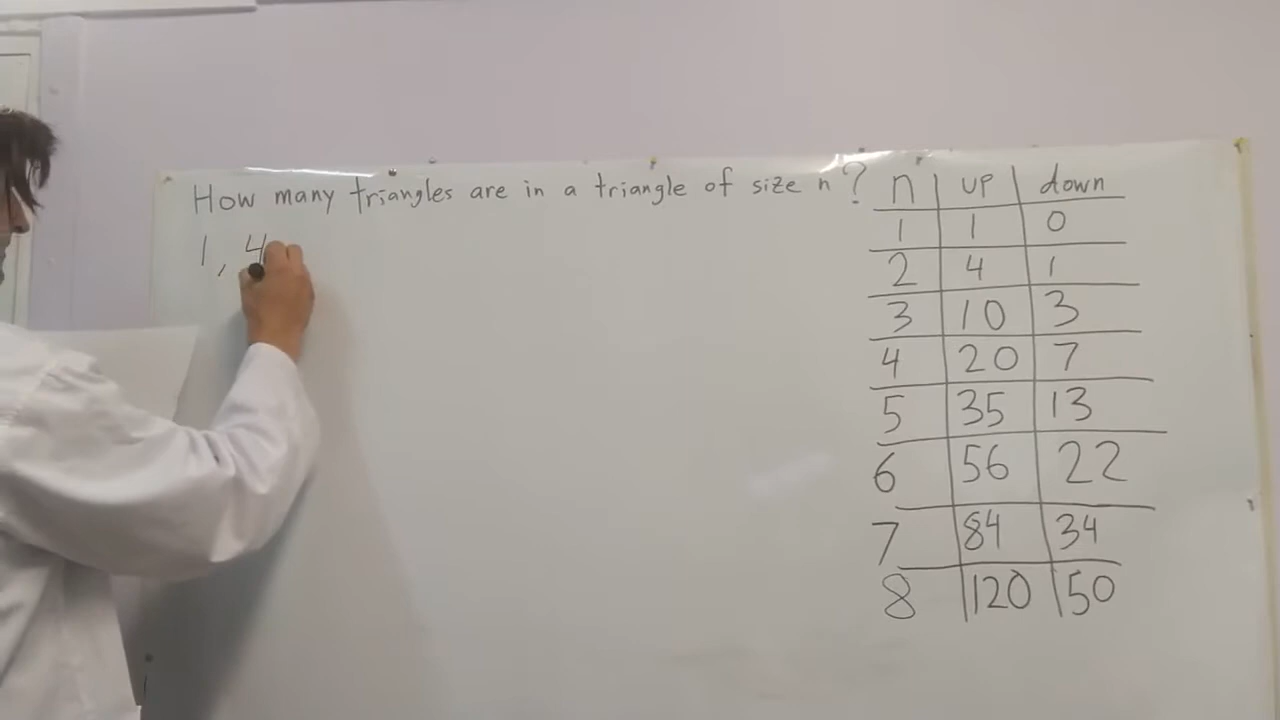 How many triangles are in a triangle of size n?
1, 4
n up down
1 1 0
2 4 1
3 10 3
4 20 7
5 35 13
6 56 22
7 84 34
8 120 50